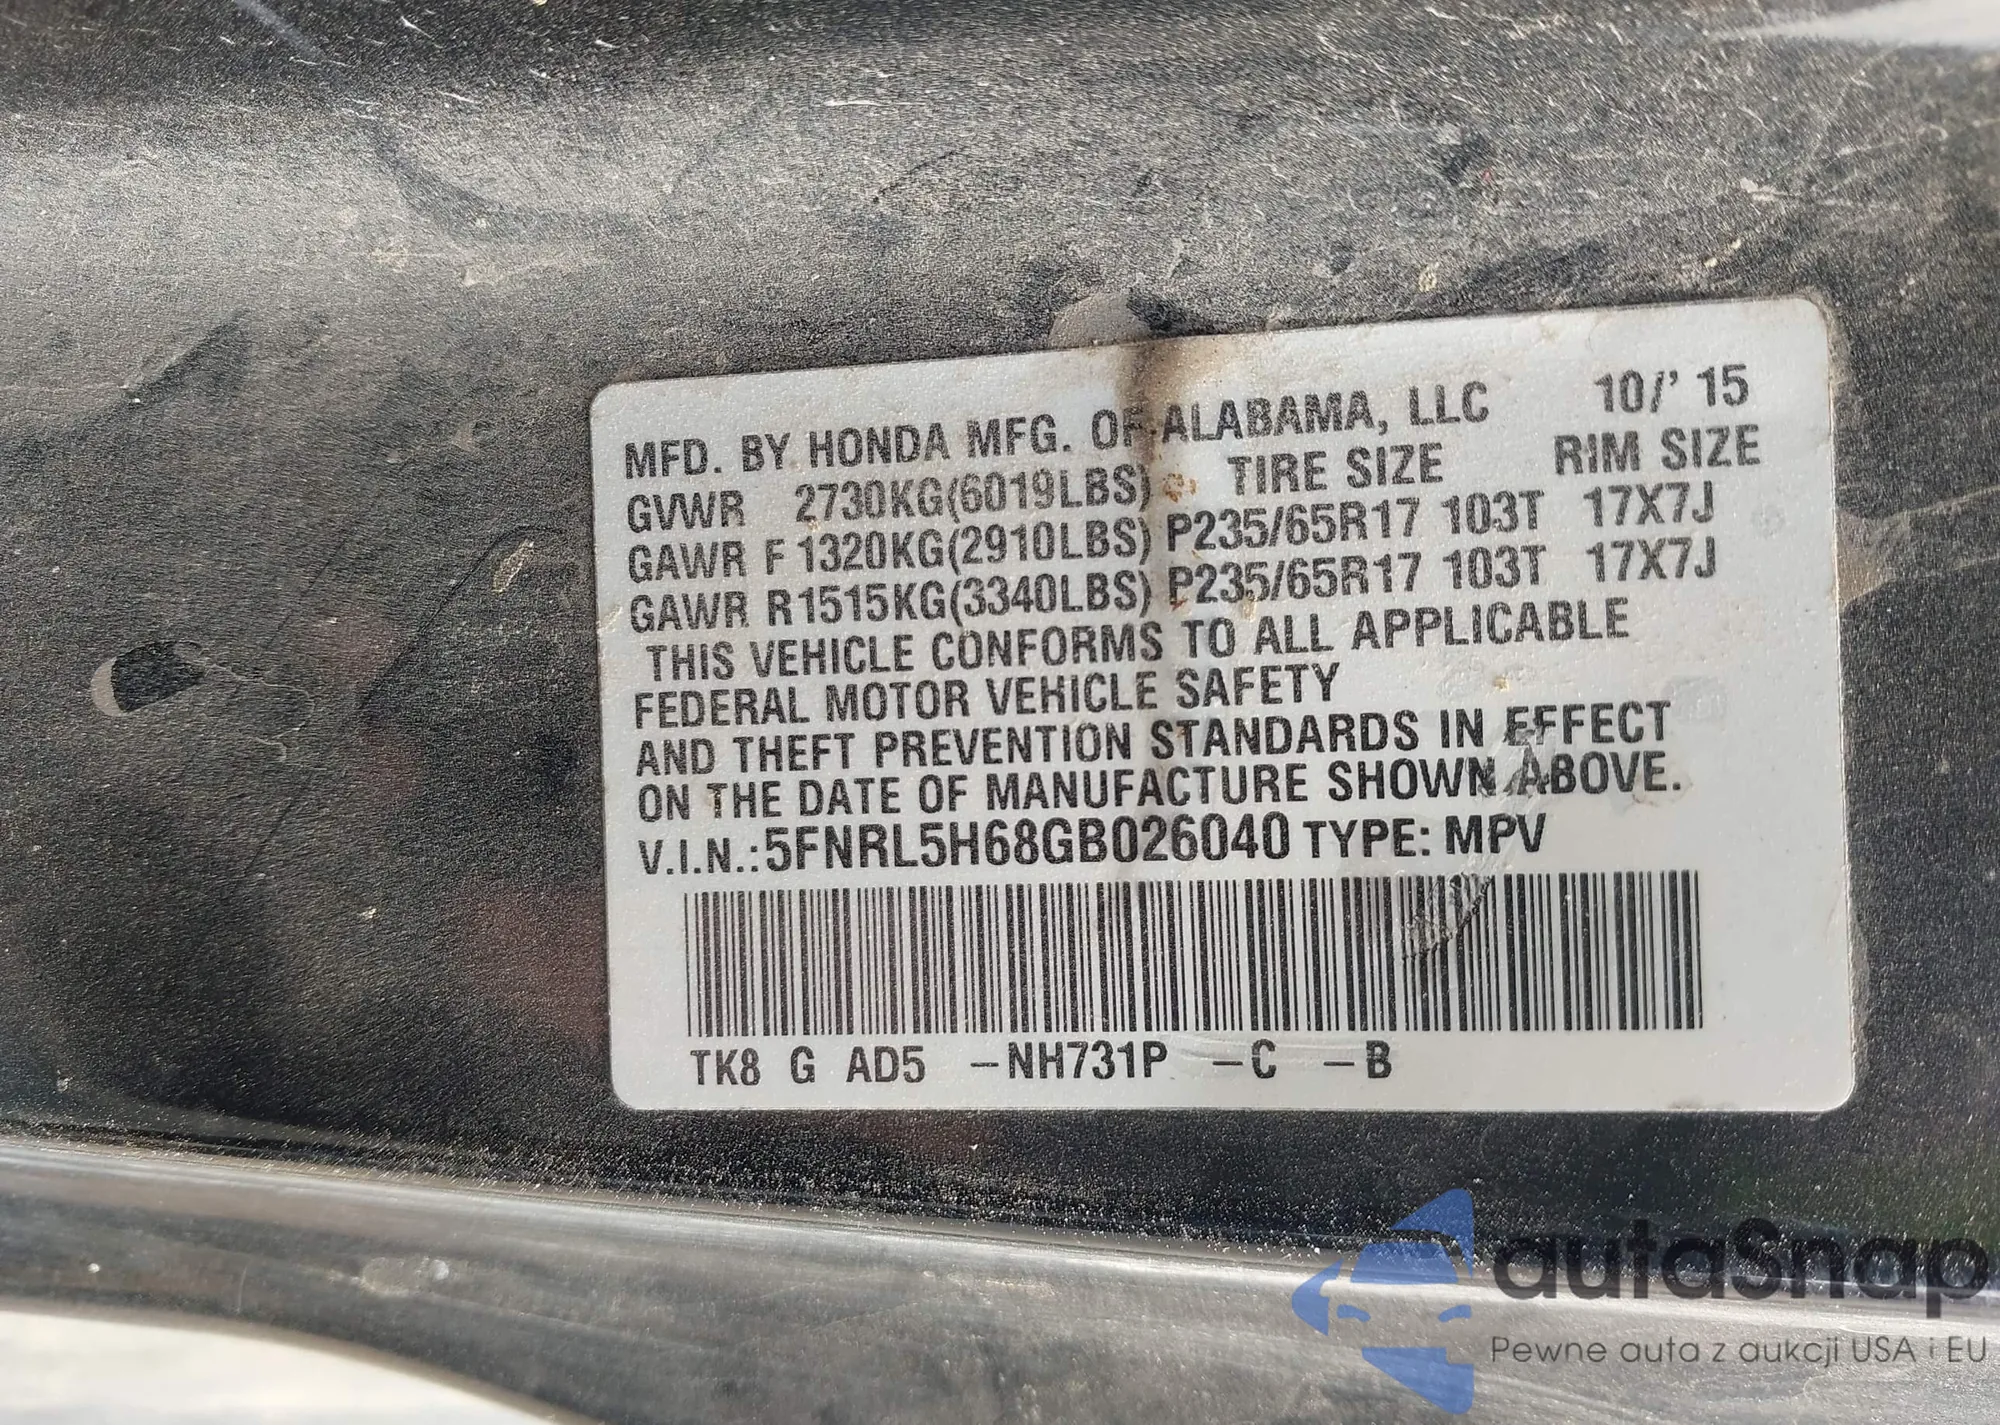 MFD. BY HONDA MFG. OF ALABAMA, LLC 10/' 15
GVWR 2730KG(6019LBS) TIRE SIZE RIM SIZE
GAWR F 1320KG(2910LBS) P235/65R17 103T 17X7J
GAWR R1515KG(3340LBS) P235/65R17 103T 17X7J
THIS VEHICLE CONFORMS TO ALL APPLICABLE
FEDERAL MOTOR VEHICLE SAFETY
AND THEFT PREVENTION STANDARDS IN EFFECT
ON THE DATE OF MANUFACTURE SHOWN ABOVE.
V.I.N.:5FNRL5H68GB026040 TYPE: MPV
TK8 G AD5 -NH731P -C -B
autaSnap
Pewne auta z aukcji USA i EU